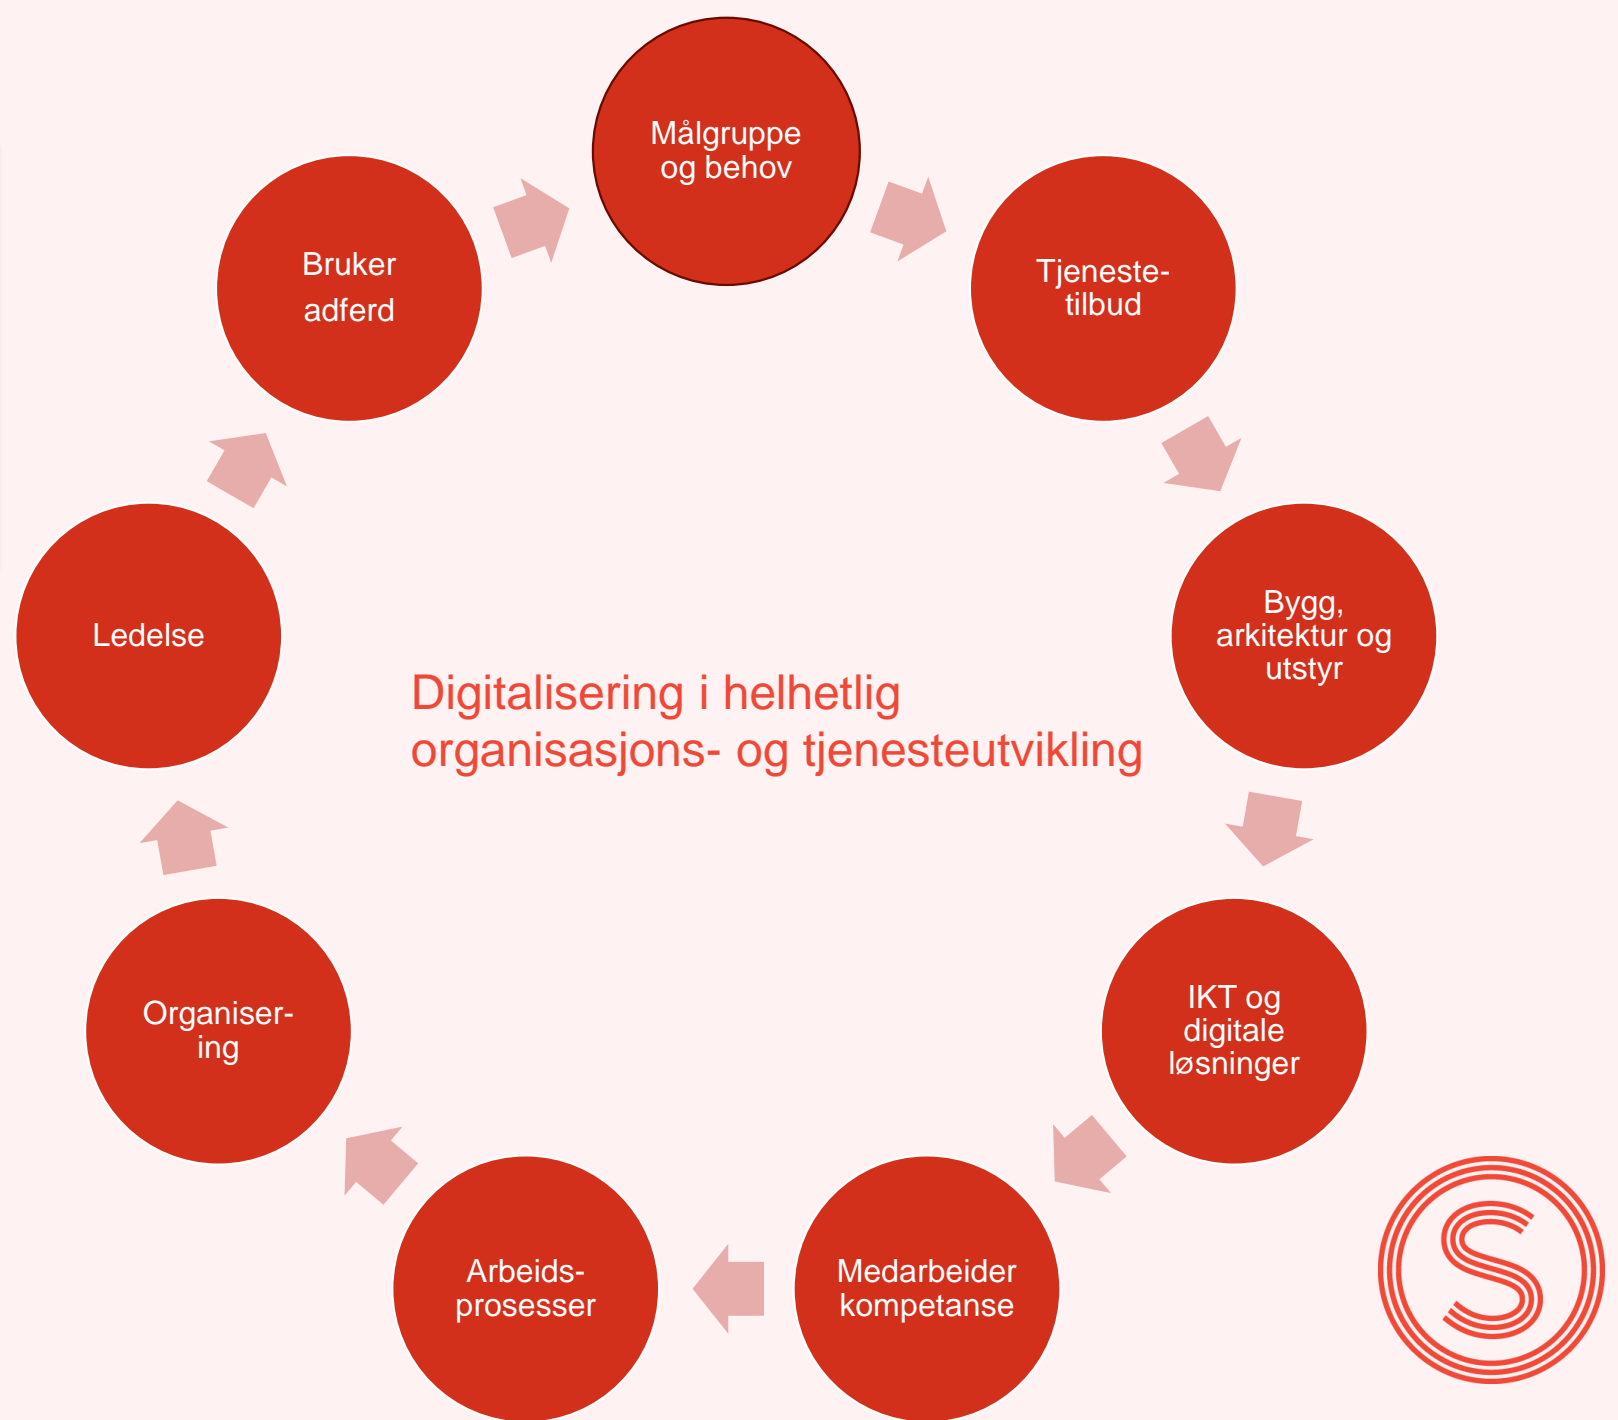 Målgruppe
og behov
Tjeneste-
tilbud
Bygg,
arkitektur og
utstyr
IKT og
digitale
løsninger
Medarbeider
kompetanse
Arbeids-
prosesser
Organiser-
ing
Ledelse
Bruker
adferd
Digitalisering i helhetlig
organisasjons- og tjenesteutvikling
S